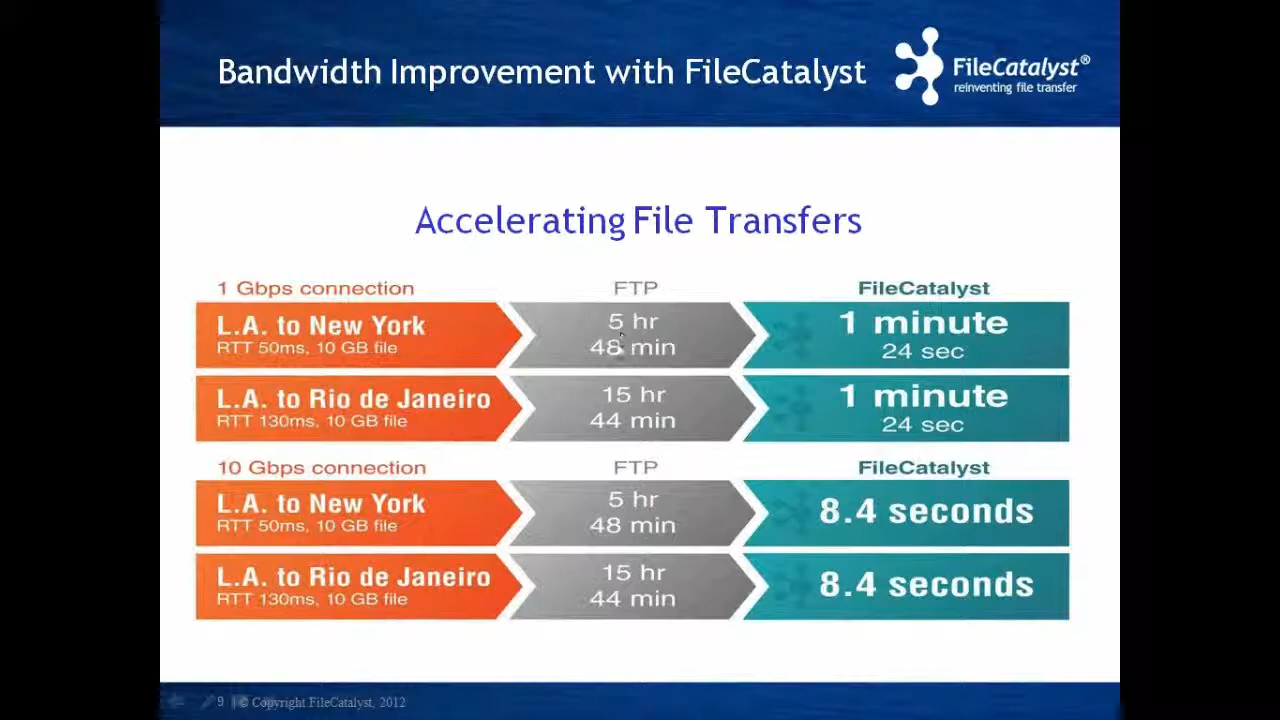 Bandwidth Improvement with FileCatalyst
FileCatalyst®
reinventing file transfer
Accelerating File Transfers
1 Gbps connection FTP FileCatalyst
L.A. to New York
RTT 50ms, 10 GB file
5 hr
48 min
1 minute
24 sec
L.A. to Rio de Janeiro
RTT 130ms, 10 GB file
15 hr
44 min
1 minute
24 sec
10 Gbps connection FTP FileCatalyst
L.A. to New York
RTT 50ms, 10 GB file
5 hr
48 min
8.4 seconds
L.A. to Rio de Janeiro
RTT 130ms, 10 GB file
15 hr
44 min
8.4 seconds
9 | © Copyright FileCatalyst, 2012